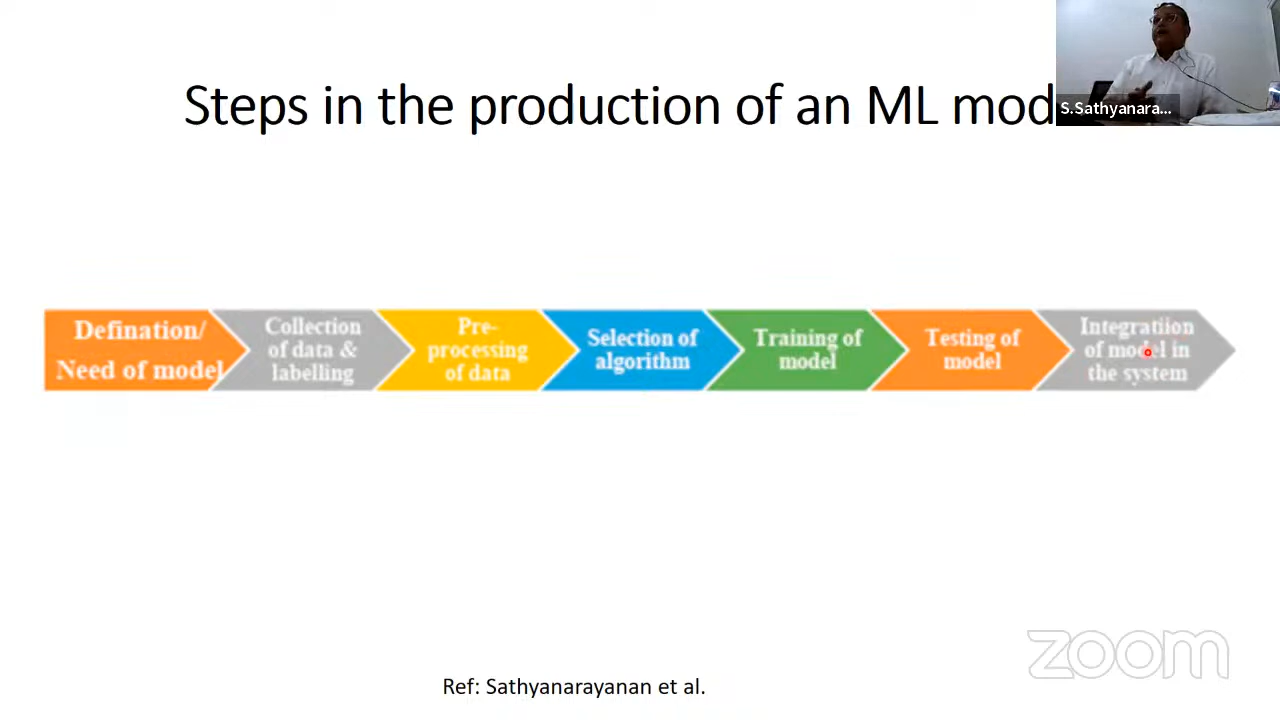 Steps in the production of an ML mod
S.Sathyanara...
Defination/
Need of model
Collection
of data &
labelling
Pre-
processing
of data
Selection of
algorithm
Training of
model
Testing of
model
Integration
of model in
the system
zoom
Ref: Sathyanarayanan et al.